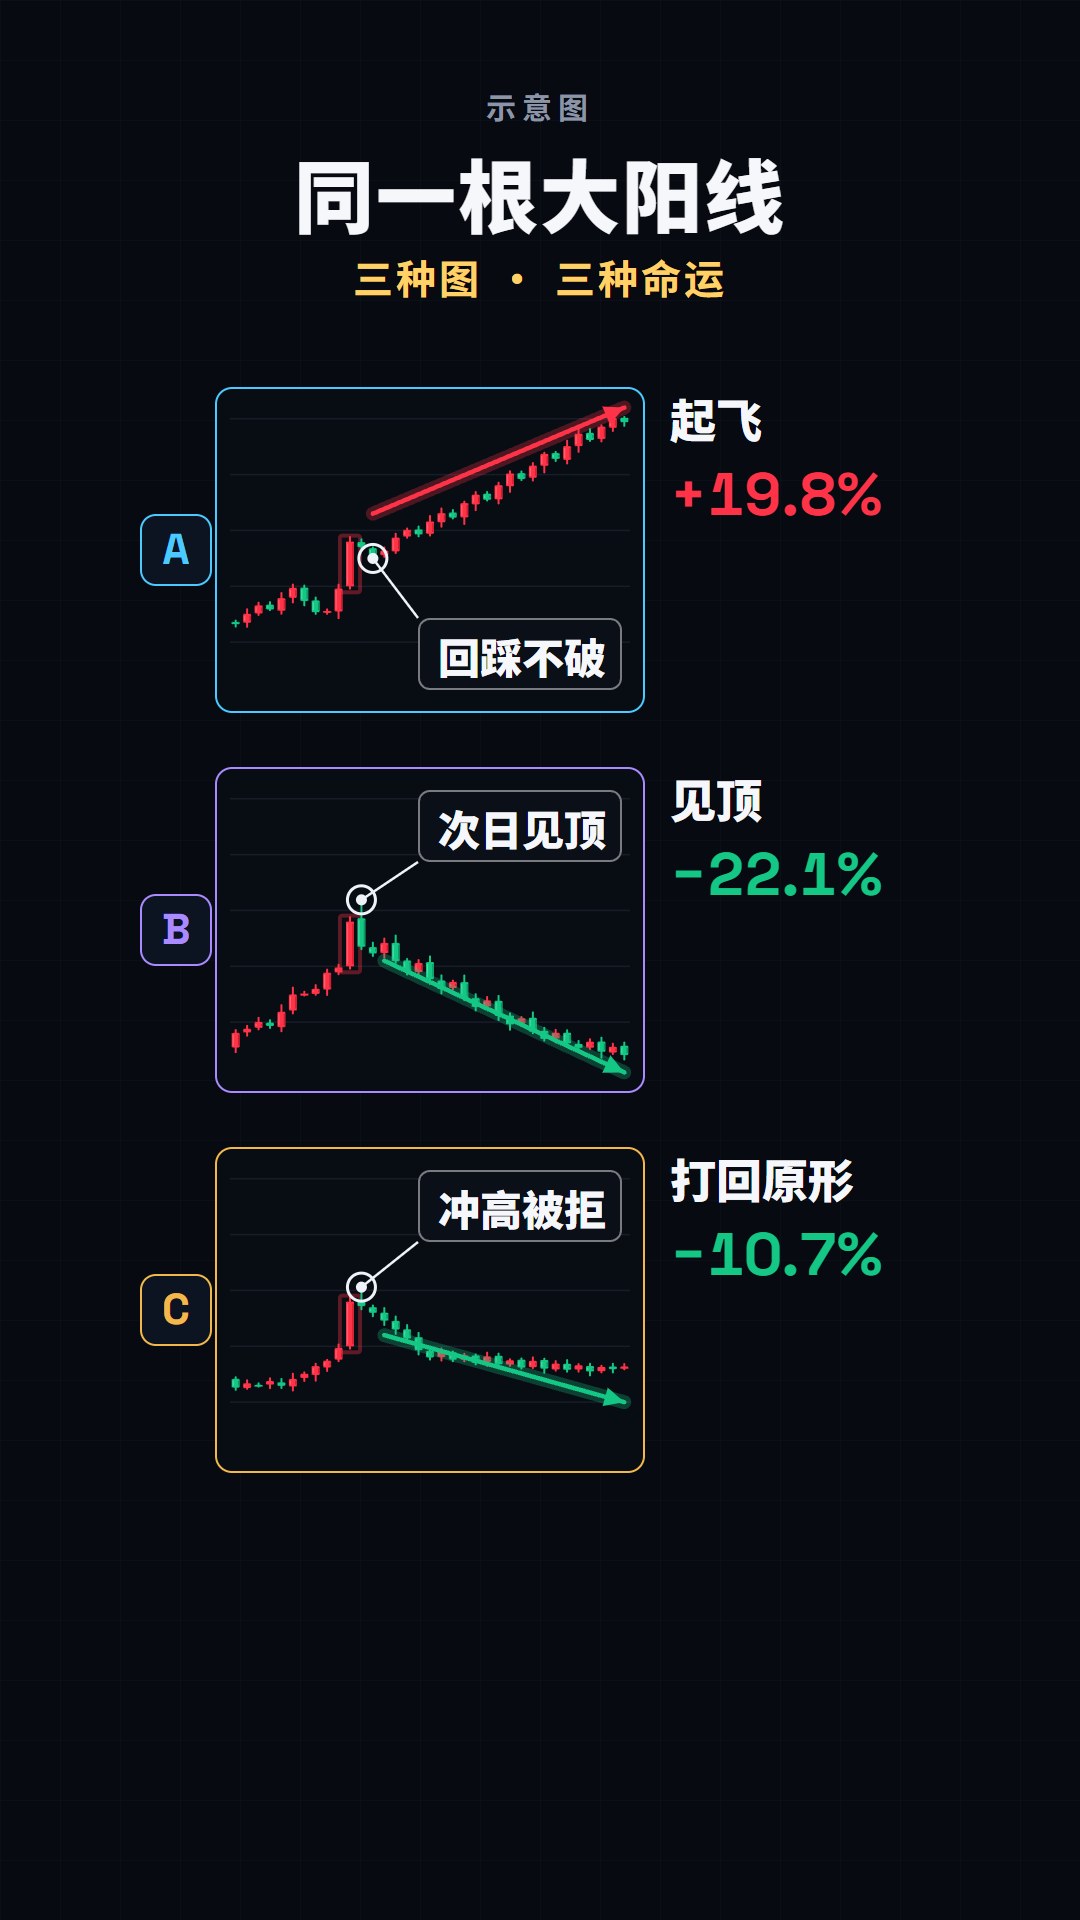 示意图
同一根大阳线
三种图 · 三种命运
起飞
+19.8%
A
回踩不破
次日见顶
见顶
-22.1%
B
冲高被拒
打回原形
-10.7%
C